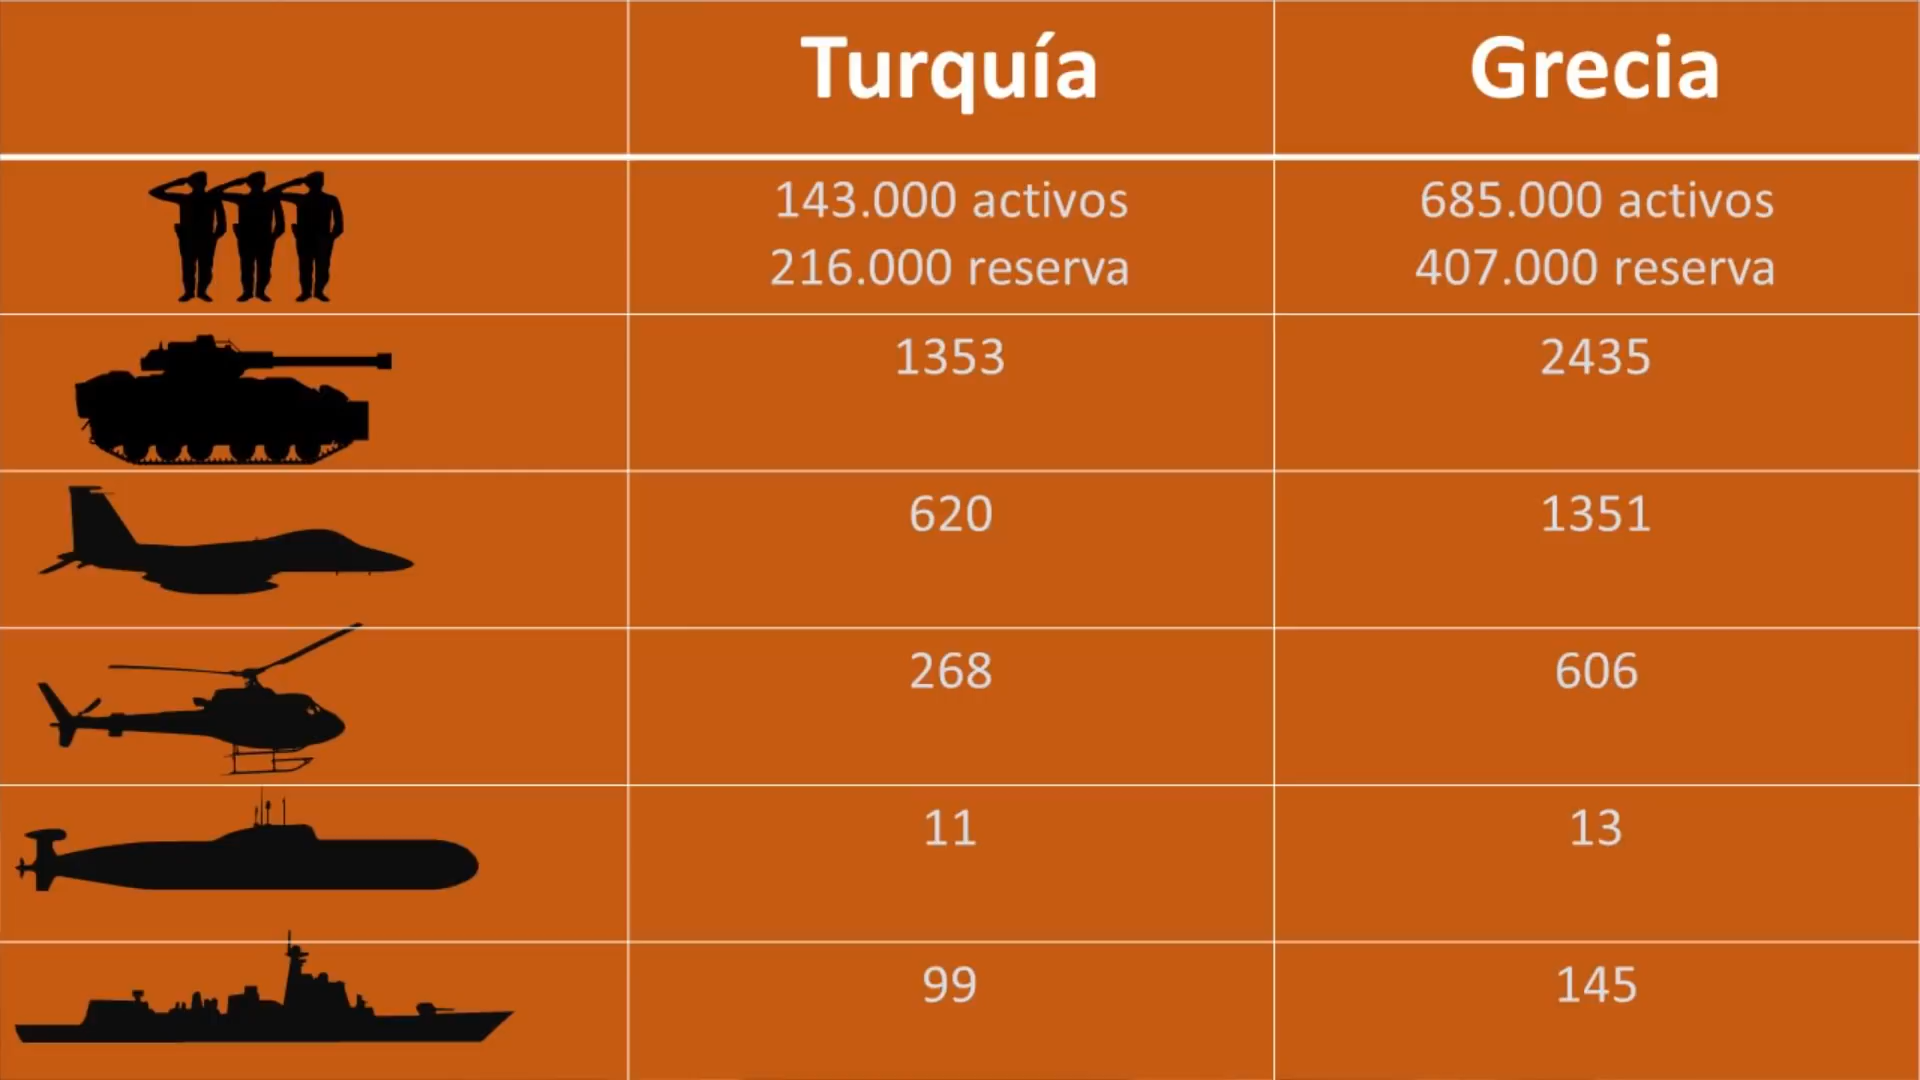 Turquía Grecia
143.000 activos 685.000 activos
216.000 reserva 407.000 reserva
1353 2435
620 1351
268 606
11 13
99 145